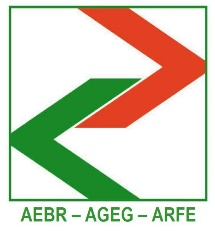 AEBR – AGEG – ARFE